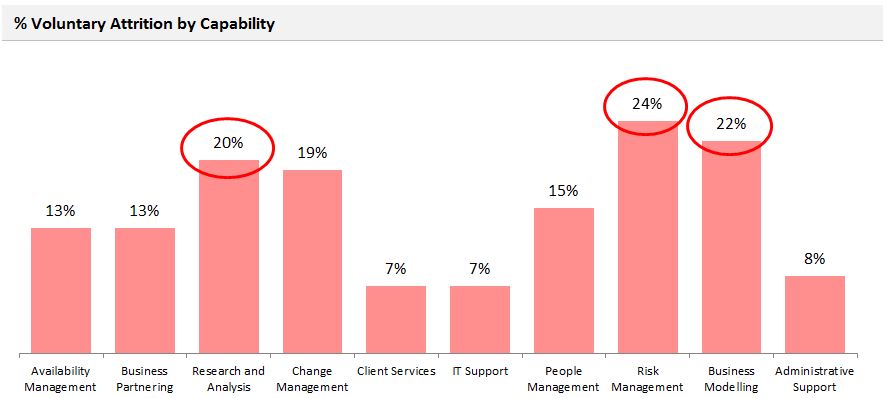 % Voluntary Attrition by Capability
24%
22%
20%
19%
15%
13%
13%
8%
7%
7%
Availability
Management
Business
Partnering
Research and
Analysis
Change
Management
Client Services
IT Support
People
Management
Risk
Management
Business
Modelling
Administrative
Support